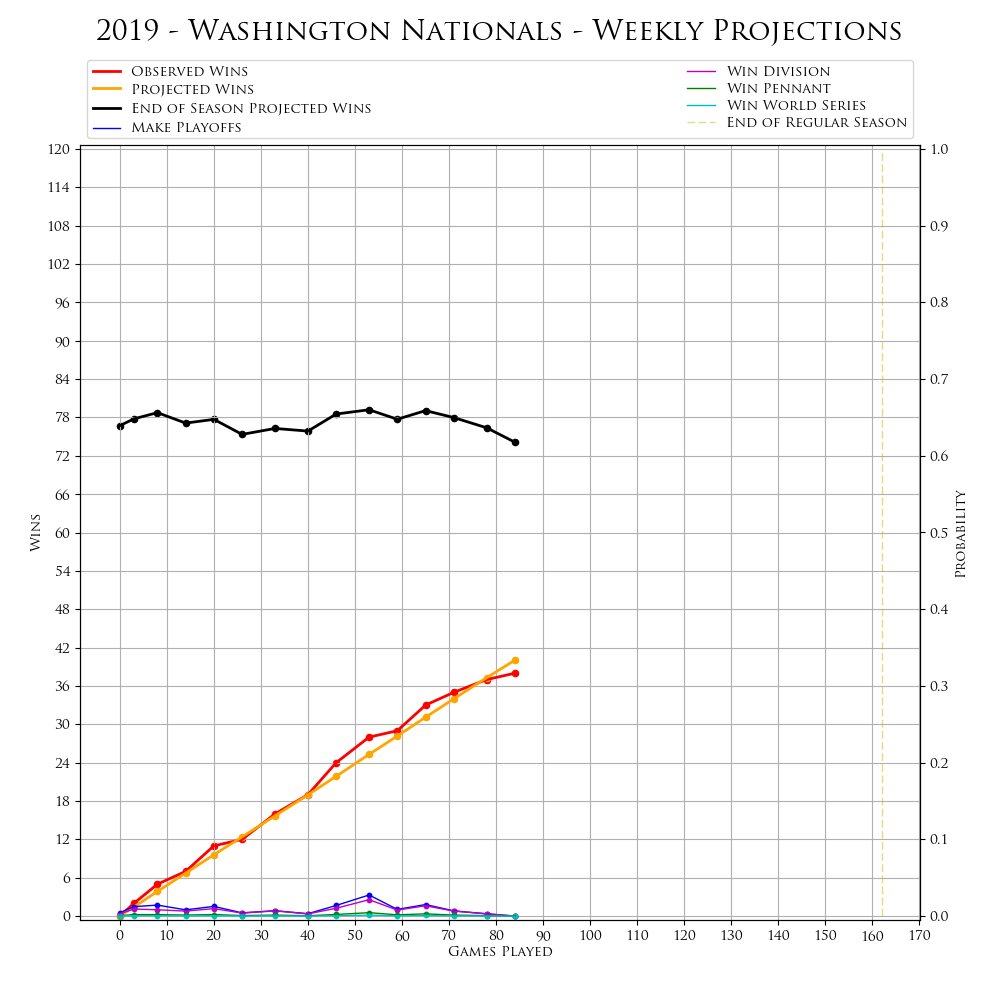 2019 - Washington Nationals - Weekly Projections
Observed Wins
Projected Wins
End of Season Projected Wins
Make Playoffs
Win Division
Win Pennant
Win World Series
End of Regular Season
120
114
108
102
96
90
84
78
72
66
60
54
48
42
36
30
24
18
12
6
0
Wins
1.0
0.9
0.8
0.7
0.6
0.5
0.4
0.3
0.2
0.1
0.0
Probability
0 10 20 30 40 50 60 70 80 90 100 110 120 130 140 150 160 170
Games Played